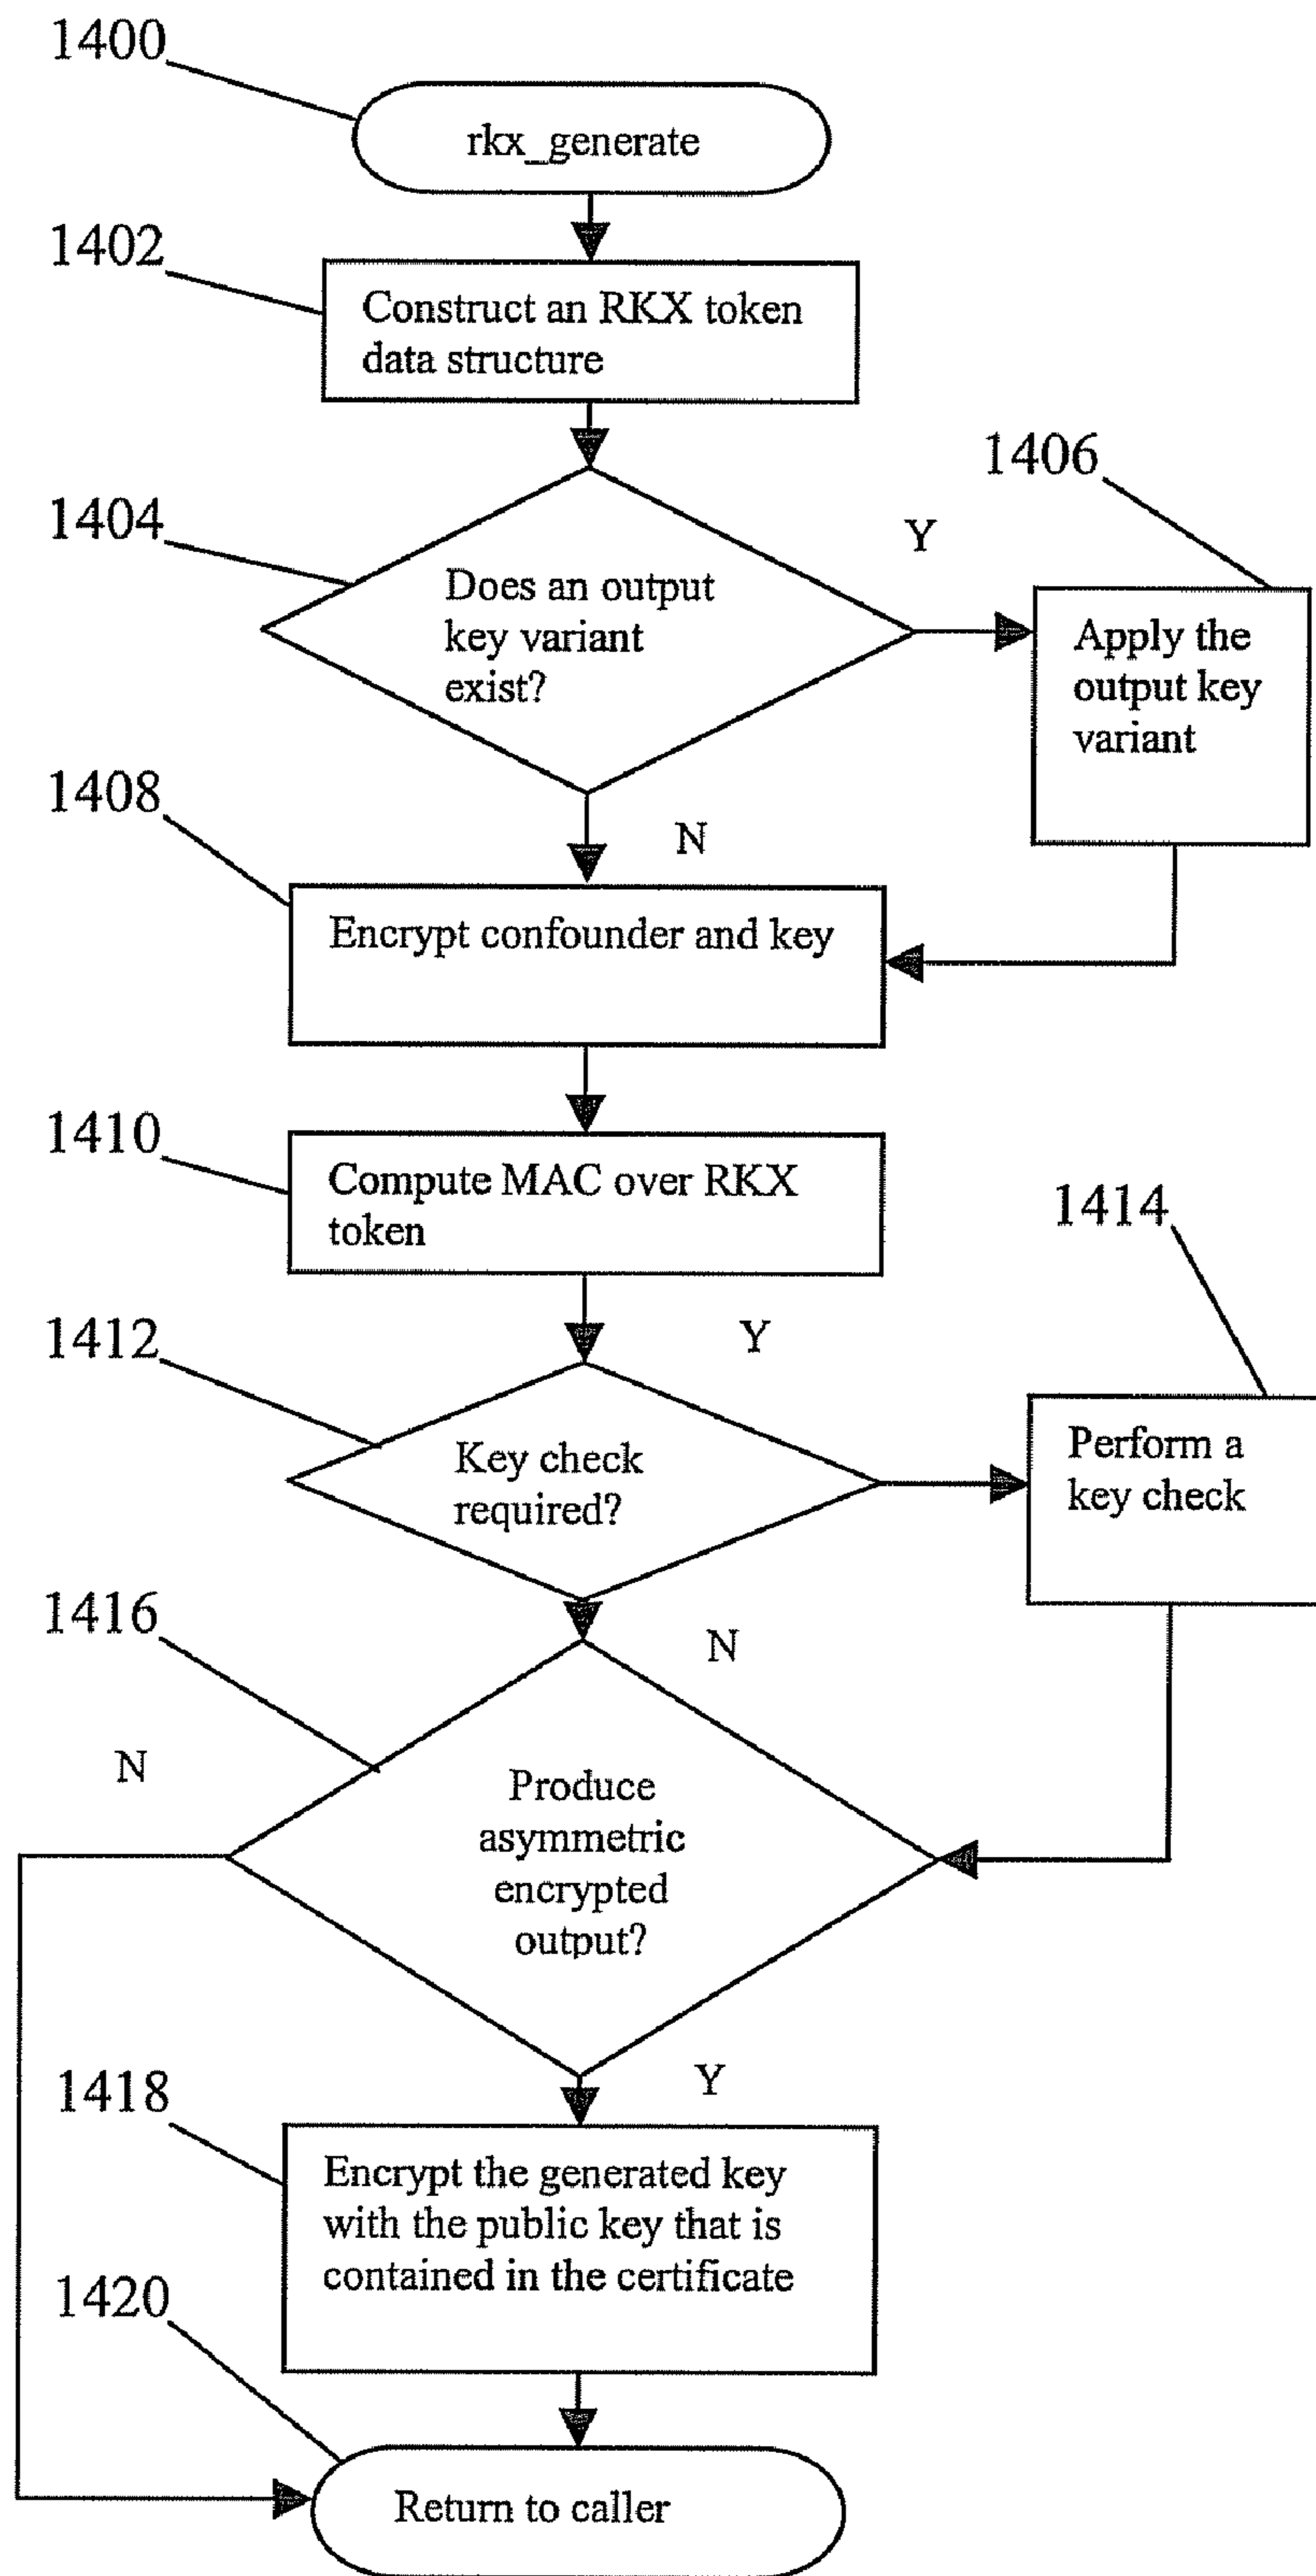 1400
rkx_generate
1402
Construct an RKX token
data structure
1406
1404
Y
Does an output
key variant
exist?
Apply the
output key
variant
1408
N
Encrypt confounder and key
1410
Compute MAC over RKX
token
1414
1412
Y
Key check
required?
Perform a
key check
1416
N
N
Produce
asymmetric
encrypted
output?
1418
Y
Encrypt the generated key
with the public key that is
contained in the certificate
1420
Return to caller